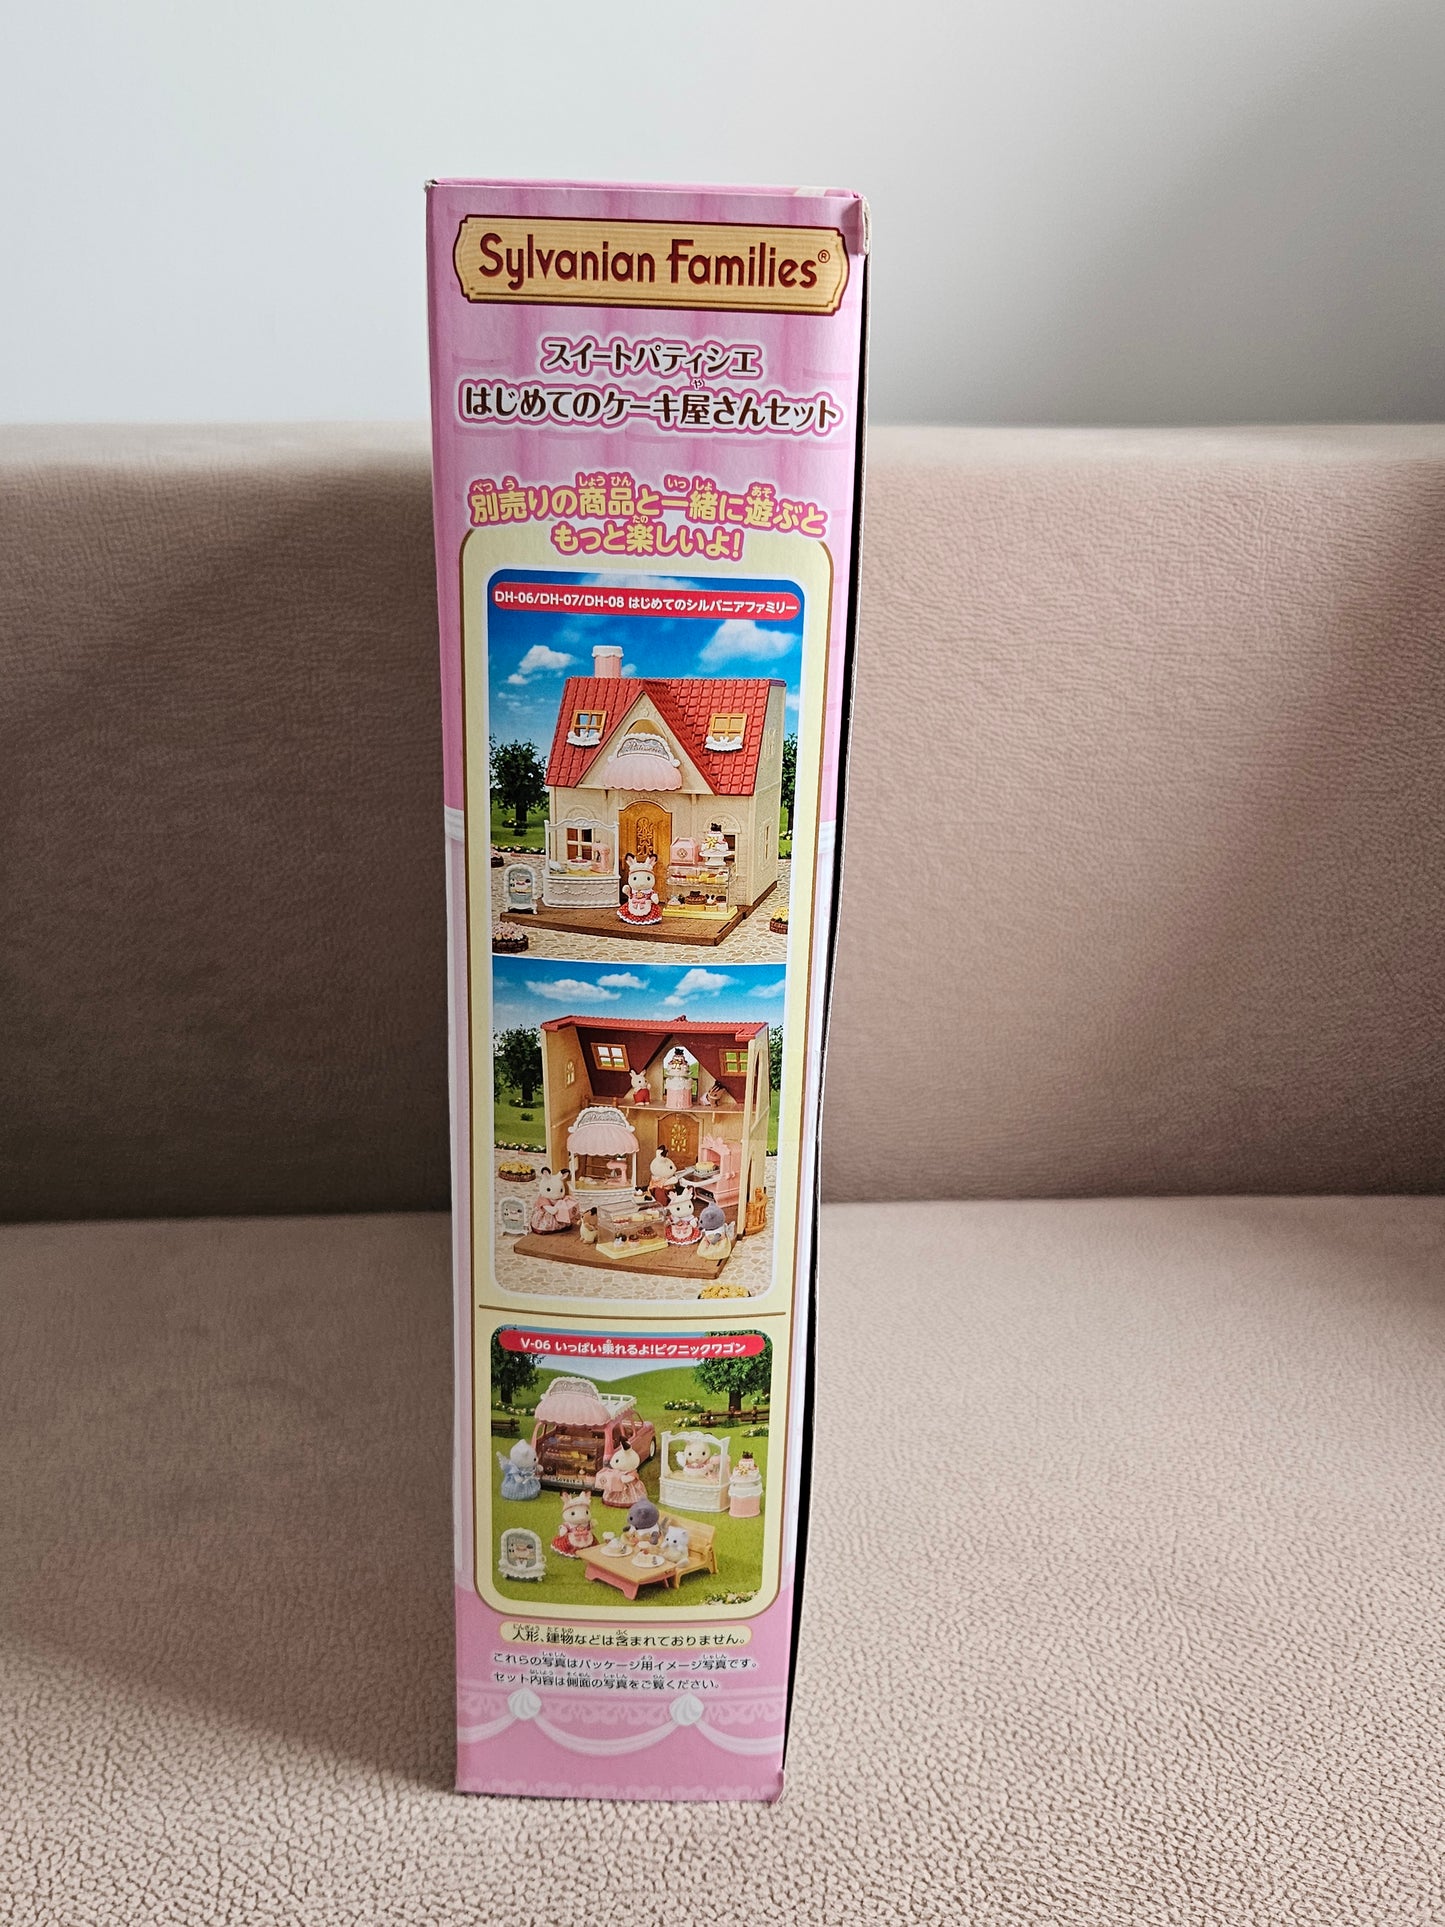 Sylvanian Families®
スイートパティシエ
はじめてのケーキ屋さんセット
別売りの商品と一緒に遊ぶと
もっと楽しいよ!
DH-06/DH-07/DH-08 はじめてのシルバニアファミリー
Patisserie
V-06 いっぱい乗れるよ!ピクニックワゴン
人形、建物などは含まれておりません。
これらの写真はパッケージ用イメージ写真です。
セット内容は側面の写真をご覧ください。